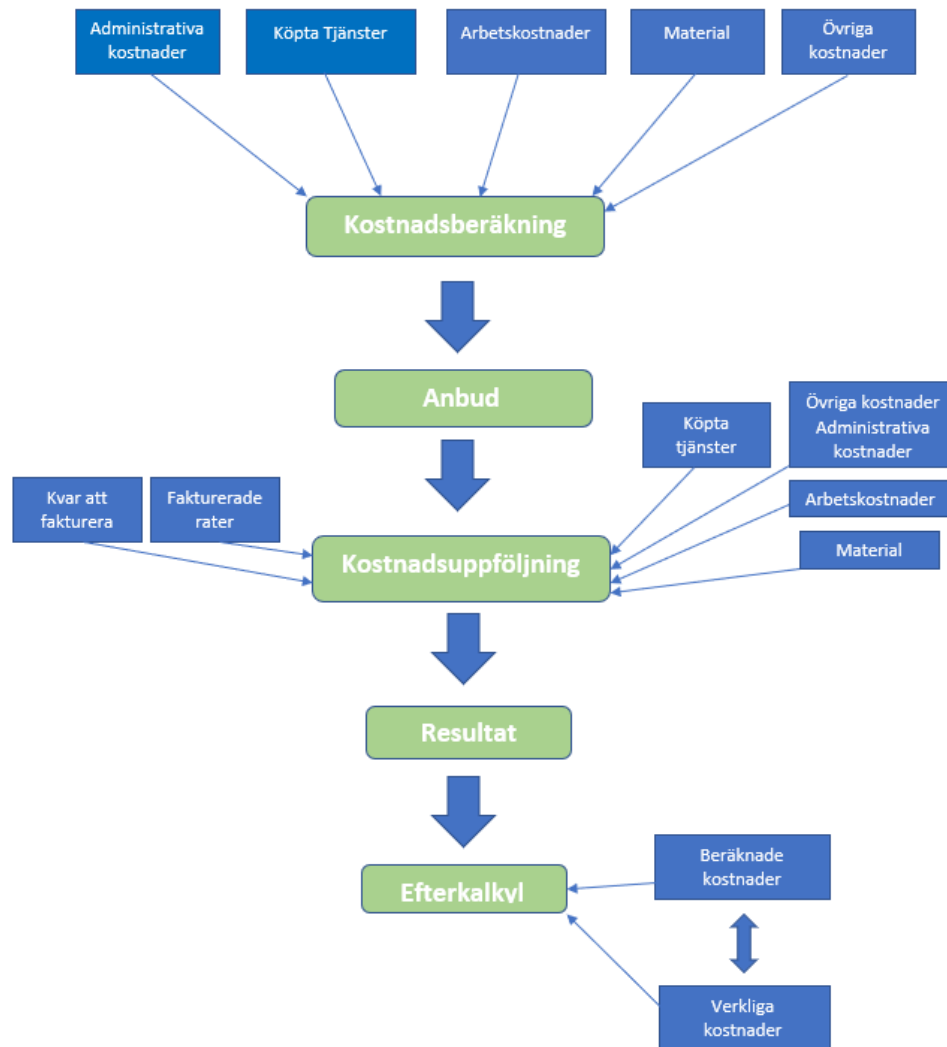 Administrativa
kostnader
Köpta Tjänster
Arbetskostnader
Material
Övriga
kostnader
Kostnadsberäkning
Anbud
Köpta
tjänster
Övriga kostnader
Administrativa
kostnader
Kvar att
fakturera
Fakturerade
rater
Arbetskostnader
Kostnadsuppföljning
Material
Resultat
Beräknade
kostnader
Efterkalkyl
Verkliga
kostnader